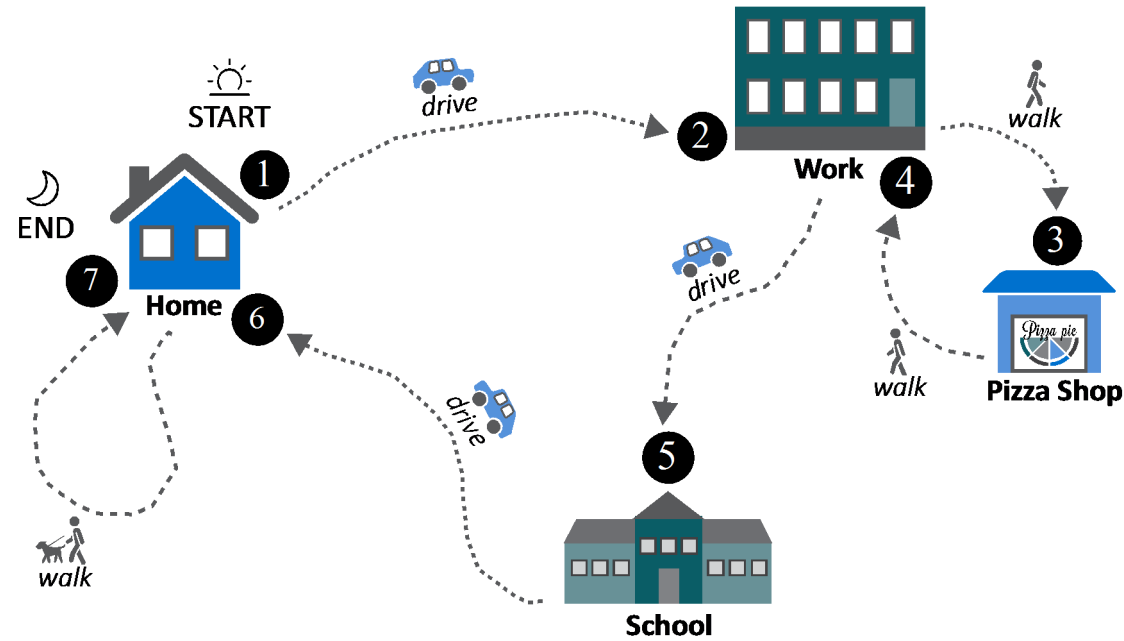 START
1
drive
2
Work
walk
3
Pizza pie
Pizza Shop
walk
4
drive
5
School
drive
6
Home
walk
7
END